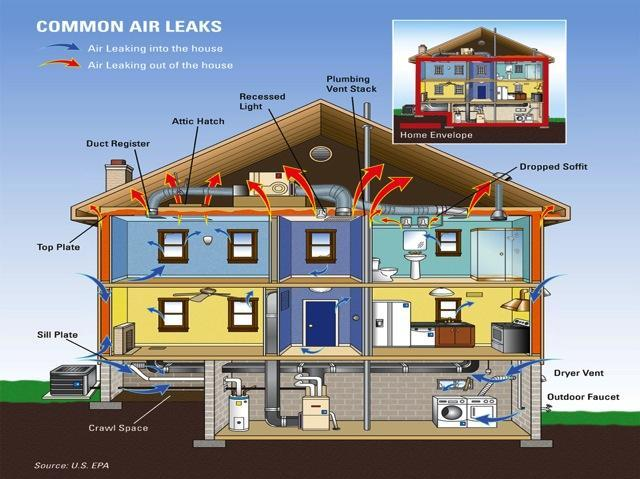 COMMON AIR LEAKS
Air Leaking into the house
Air Leaking out of the house
Home Envelope
Plumbing
Vent Stack
Recessed
Light
Attic Hatch
Duct Register
Dropped Soffit
Top Plate
Sill Plate
Dryer Vent
Outdoor Faucet
Crawl Space
Source: U.S. EPA